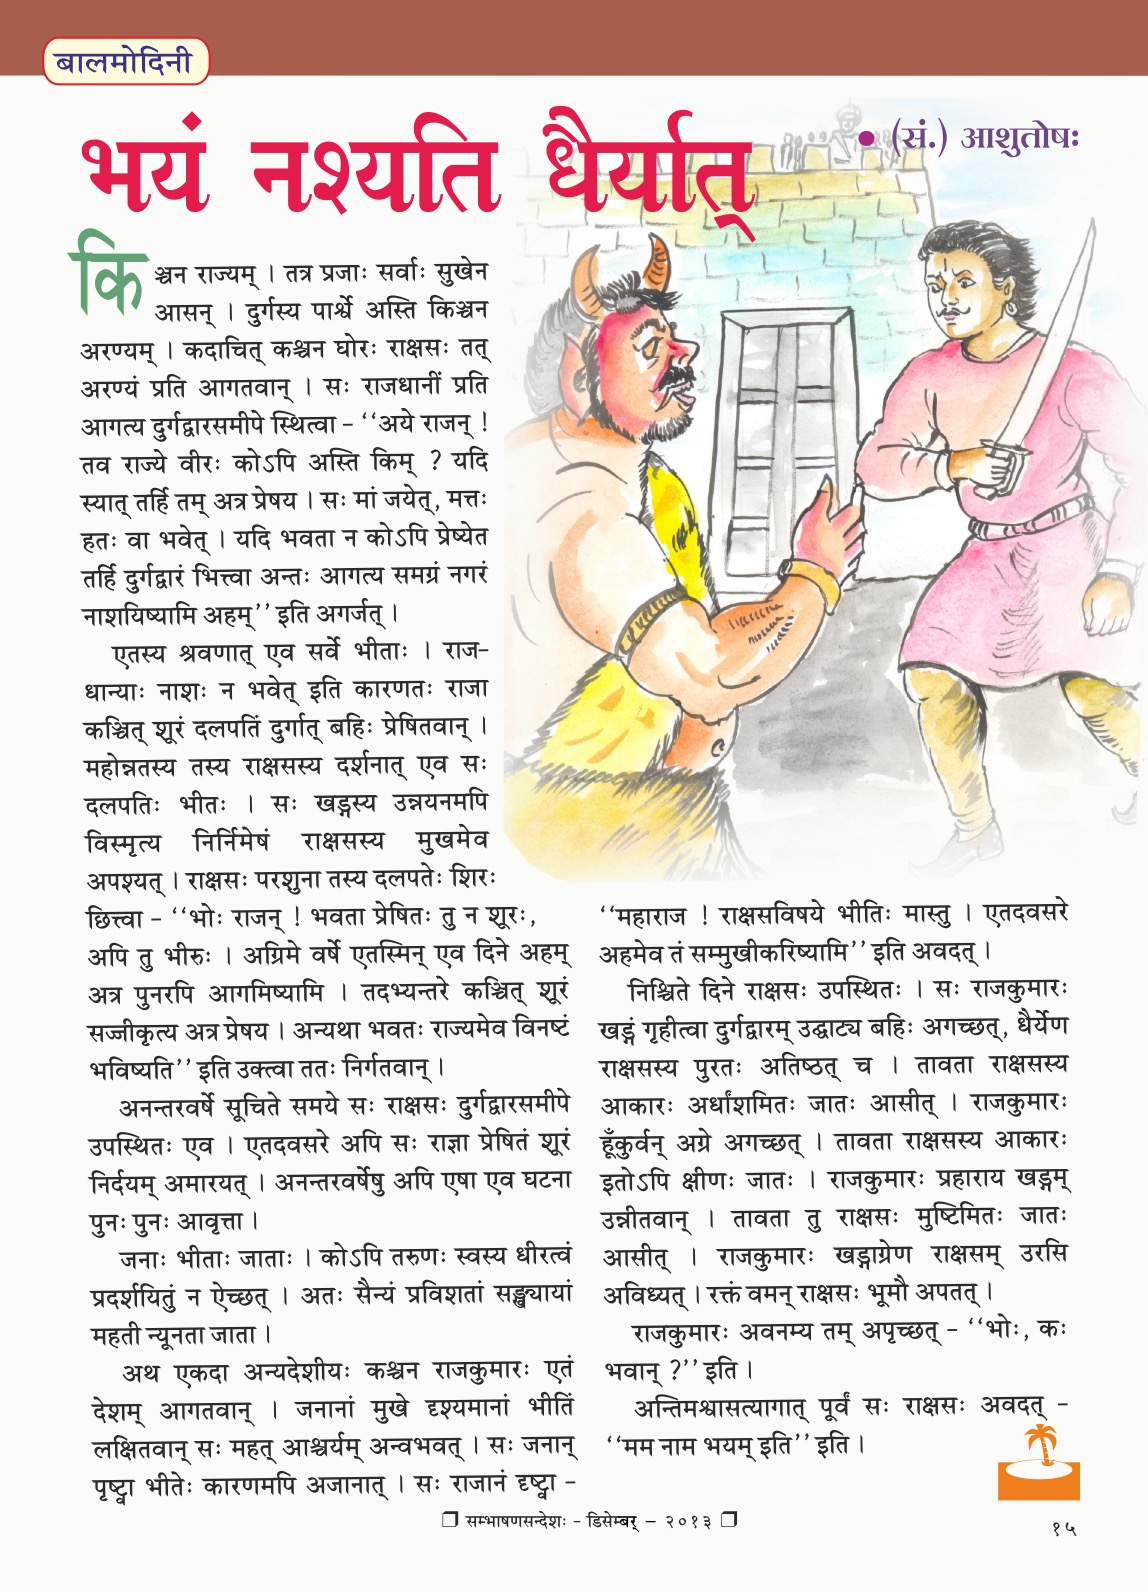 बालमोदिनी
भयं नश्यति धैर्यात्
• (सं.) आशुतोषः
किञ्चन राज्यम् । तत्र प्रजाः सर्वाः सुखेन
आसन् । दुर्गस्य पार्श्वे अस्ति किञ्चन
अरण्यम् । कदाचित् कश्चन घोरः राक्षसः तत्
अरण्यं प्रति आगतवान् । सः राजधानीं प्रति
आगत्य दुर्गद्वारसमीपे स्थित्वा – ‘‘अये राजन् !
तव राज्ये वीरः कोऽपि अस्ति किम् ? यदि
स्यात् तर्हि तम् अत्र प्रेषय । सः मां जयेत्, मत्तः
हतः वा भवेत् । यदि भवता न कोऽपि प्रेष्येत
तर्हि दुर्गद्वारं भित्त्वा अन्तः आगत्य समग्रं नगरं
नाशयिष्यामि अहम्’’ इति अगर्जत् ।
एतस्य श्रवणात् एव सर्वे भीताः । राज-
धान्याः नाशः न भवेत् इति कारणतः राजा
कञ्चित् शूरं दलपतिं दुर्गात् बहिः प्रेषितवान् ।
महोन्नतस्य तस्य राक्षसस्य दर्शनात् एव सः
दलपतिः भीतः । सः खड्गस्य उन्नयनमपि
विस्मृत्य निर्निमेषं राक्षसस्य मुखमेव
अपश्यत् । राक्षसः परशुना तस्य दलपतेः शिरः
छित्त्वा – ‘‘भोः राजन् ! भवता प्रेषितः तु न शूरः,
अपि तु भीरुः । अग्रिमे वर्षे एतस्मिन् एव दिने अहम्
अत्र पुनरपि आगमिष्यामि । तदभ्यन्तरे कञ्चित् शूरं
सज्जीकृत्य अत्र प्रेषय । अन्यथा भवतः राज्यमेव विनष्टं
भविष्यति’’ इति उक्त्वा ततः निर्गतवान् ।
अनन्तरवर्षे सूचिते समये सः राक्षसः दुर्गद्वारसमीपे
उपस्थितः एव । एतदवसरे अपि सः राज्ञा प्रेषितं शूरं
निर्दयम् अमारयत् । अनन्तरवर्षेषु अपि एषा एव घटना
पुनः पुनः आवृत्ता ।
जनाः भीताः जाताः । कोऽपि तरुणः स्वस्य धीरत्वं
प्रदर्शयितुं न ऐच्छत् । अतः सैन्यं प्रविशतां सङ्ख्यायां
महती न्यूनता जाता ।
अथ एकदा अन्यदेशीयः कश्चन राजकुमारः एतं
देशम् आगतवान् । जनानां मुखे दृश्यमानां भीतिं
लक्षितवान् सः महत् आश्चर्यम् अन्वभवत् । सः जनान्
पृष्ट्वा भीतेः कारणमपि अजानात् । सः राजानं दृष्ट्वा –
‘‘महाराज ! राक्षसविषये भीतिः मास्तु । एतदवसरे
अहमेव तं सम्मुखीकरिष्यामि’’ इति अवदत् ।
निश्चिते दिने राक्षसः उपस्थितः । सः राजकुमारः
खड्गं गृहीत्वा दुर्गद्वारम् उद्घाट्य बहिः अगच्छत्, धैर्येण
राक्षसस्य पुरतः अतिष्ठत् च । तावता राक्षसस्य
आकारः अर्धांशमितः जातः आसीत् । राजकुमारः
हूँकुर्वन् अग्रे अगच्छत् । तावता राक्षसस्य आकारः
इतोऽपि क्षीणः जातः । राजकुमारः प्रहाराय खड्गम्
उन्नीतवान् । तावता तु राक्षसः मुष्टिमितः जातः
आसीत् । राजकुमारः खड्गाग्रेण राक्षसम् उरसि
अविध्यत् । रक्तं वमन् राक्षसः भूमौ अपतत् ।
राजकुमारः अवनम्य तम् अपृच्छत् – ‘‘भोः, कः
भवान् ?’’ इति ।
अन्तिमश्वासत्यागात् पूर्वं सः राक्षसः अवदत् –
‘‘मम नाम भयम् इति’’ इति ।
❐ सम्भाषणसन्देशः – डिसेम्बर् – २०१३ ❐
१५